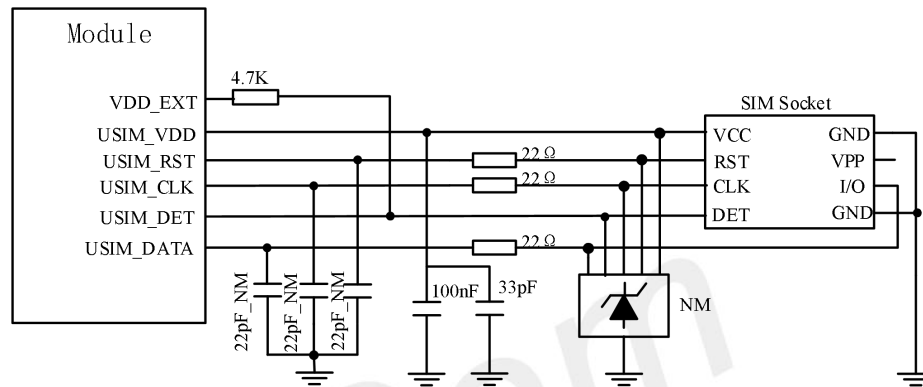 Module
4.7K
VDD_EXT
SIM Socket
USIM_VDD
VCC
GND
USIM_RST
22Ω
RST
VPP
USIM_CLK
22Ω
CLK
I/O
USIM_DET
DET
GND
USIM_DATA
22Ω
22pF_NM
22pF_NM
22pF_NM
100nF
33pF
NM